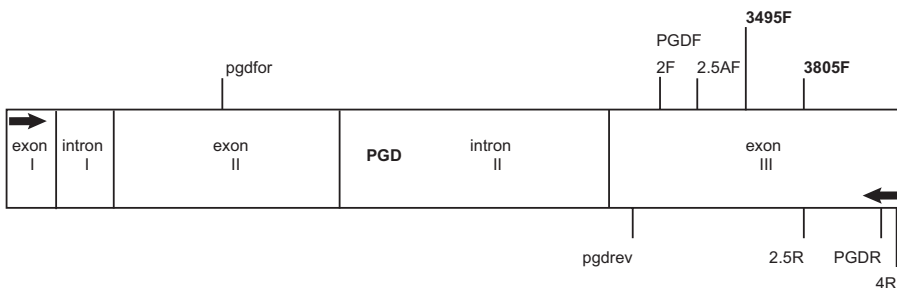 3495F
PGDF
pgdfor 2F 2.5AF 3805F
exon intron exon PGD intron exon
I I II II III
pgdrev 2.5R PGDR
4R